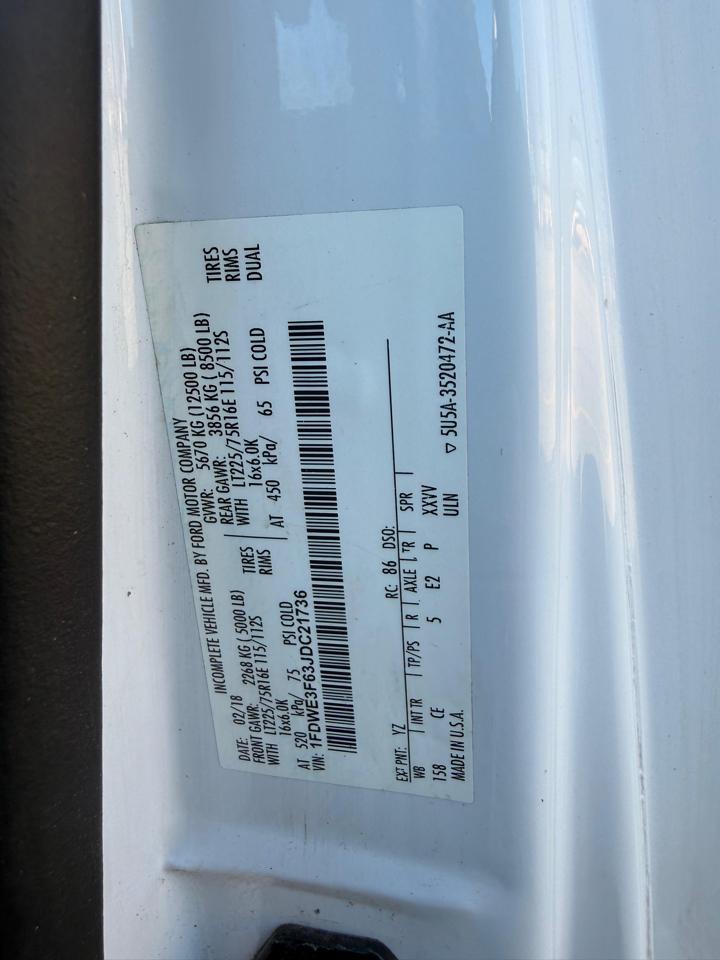 INCOMPLETE VEHICLE MFD. BY FORD MOTOR COMPANY
DATE: 02/18 GVWR: 5670 KG (12500 LB)
FRONT GAWR: 2268 KG ( 5000 LB) REAR GAWR: 3856 KG ( 8500 LB)
WITH LT225/75R16E 115/112S TIRES WITH LT225/75R16E 115/112S TIRES
16x6.0K RIMS 16x6.0K RIMS
AT 520 kPa/ 75 PSI COLD AT 450 kPa/ 65 PSI COLD DUAL
VIN: 1FDWE3F63JDC21736
EXT PNT: YZ RC: 86 DSO:
WB INT TR TP/PS R AXLE TR SPR
158 CE 5 E2 P XXVV
MADE IN U.S.A. ULN
▽ 5U5A-3520472-AA